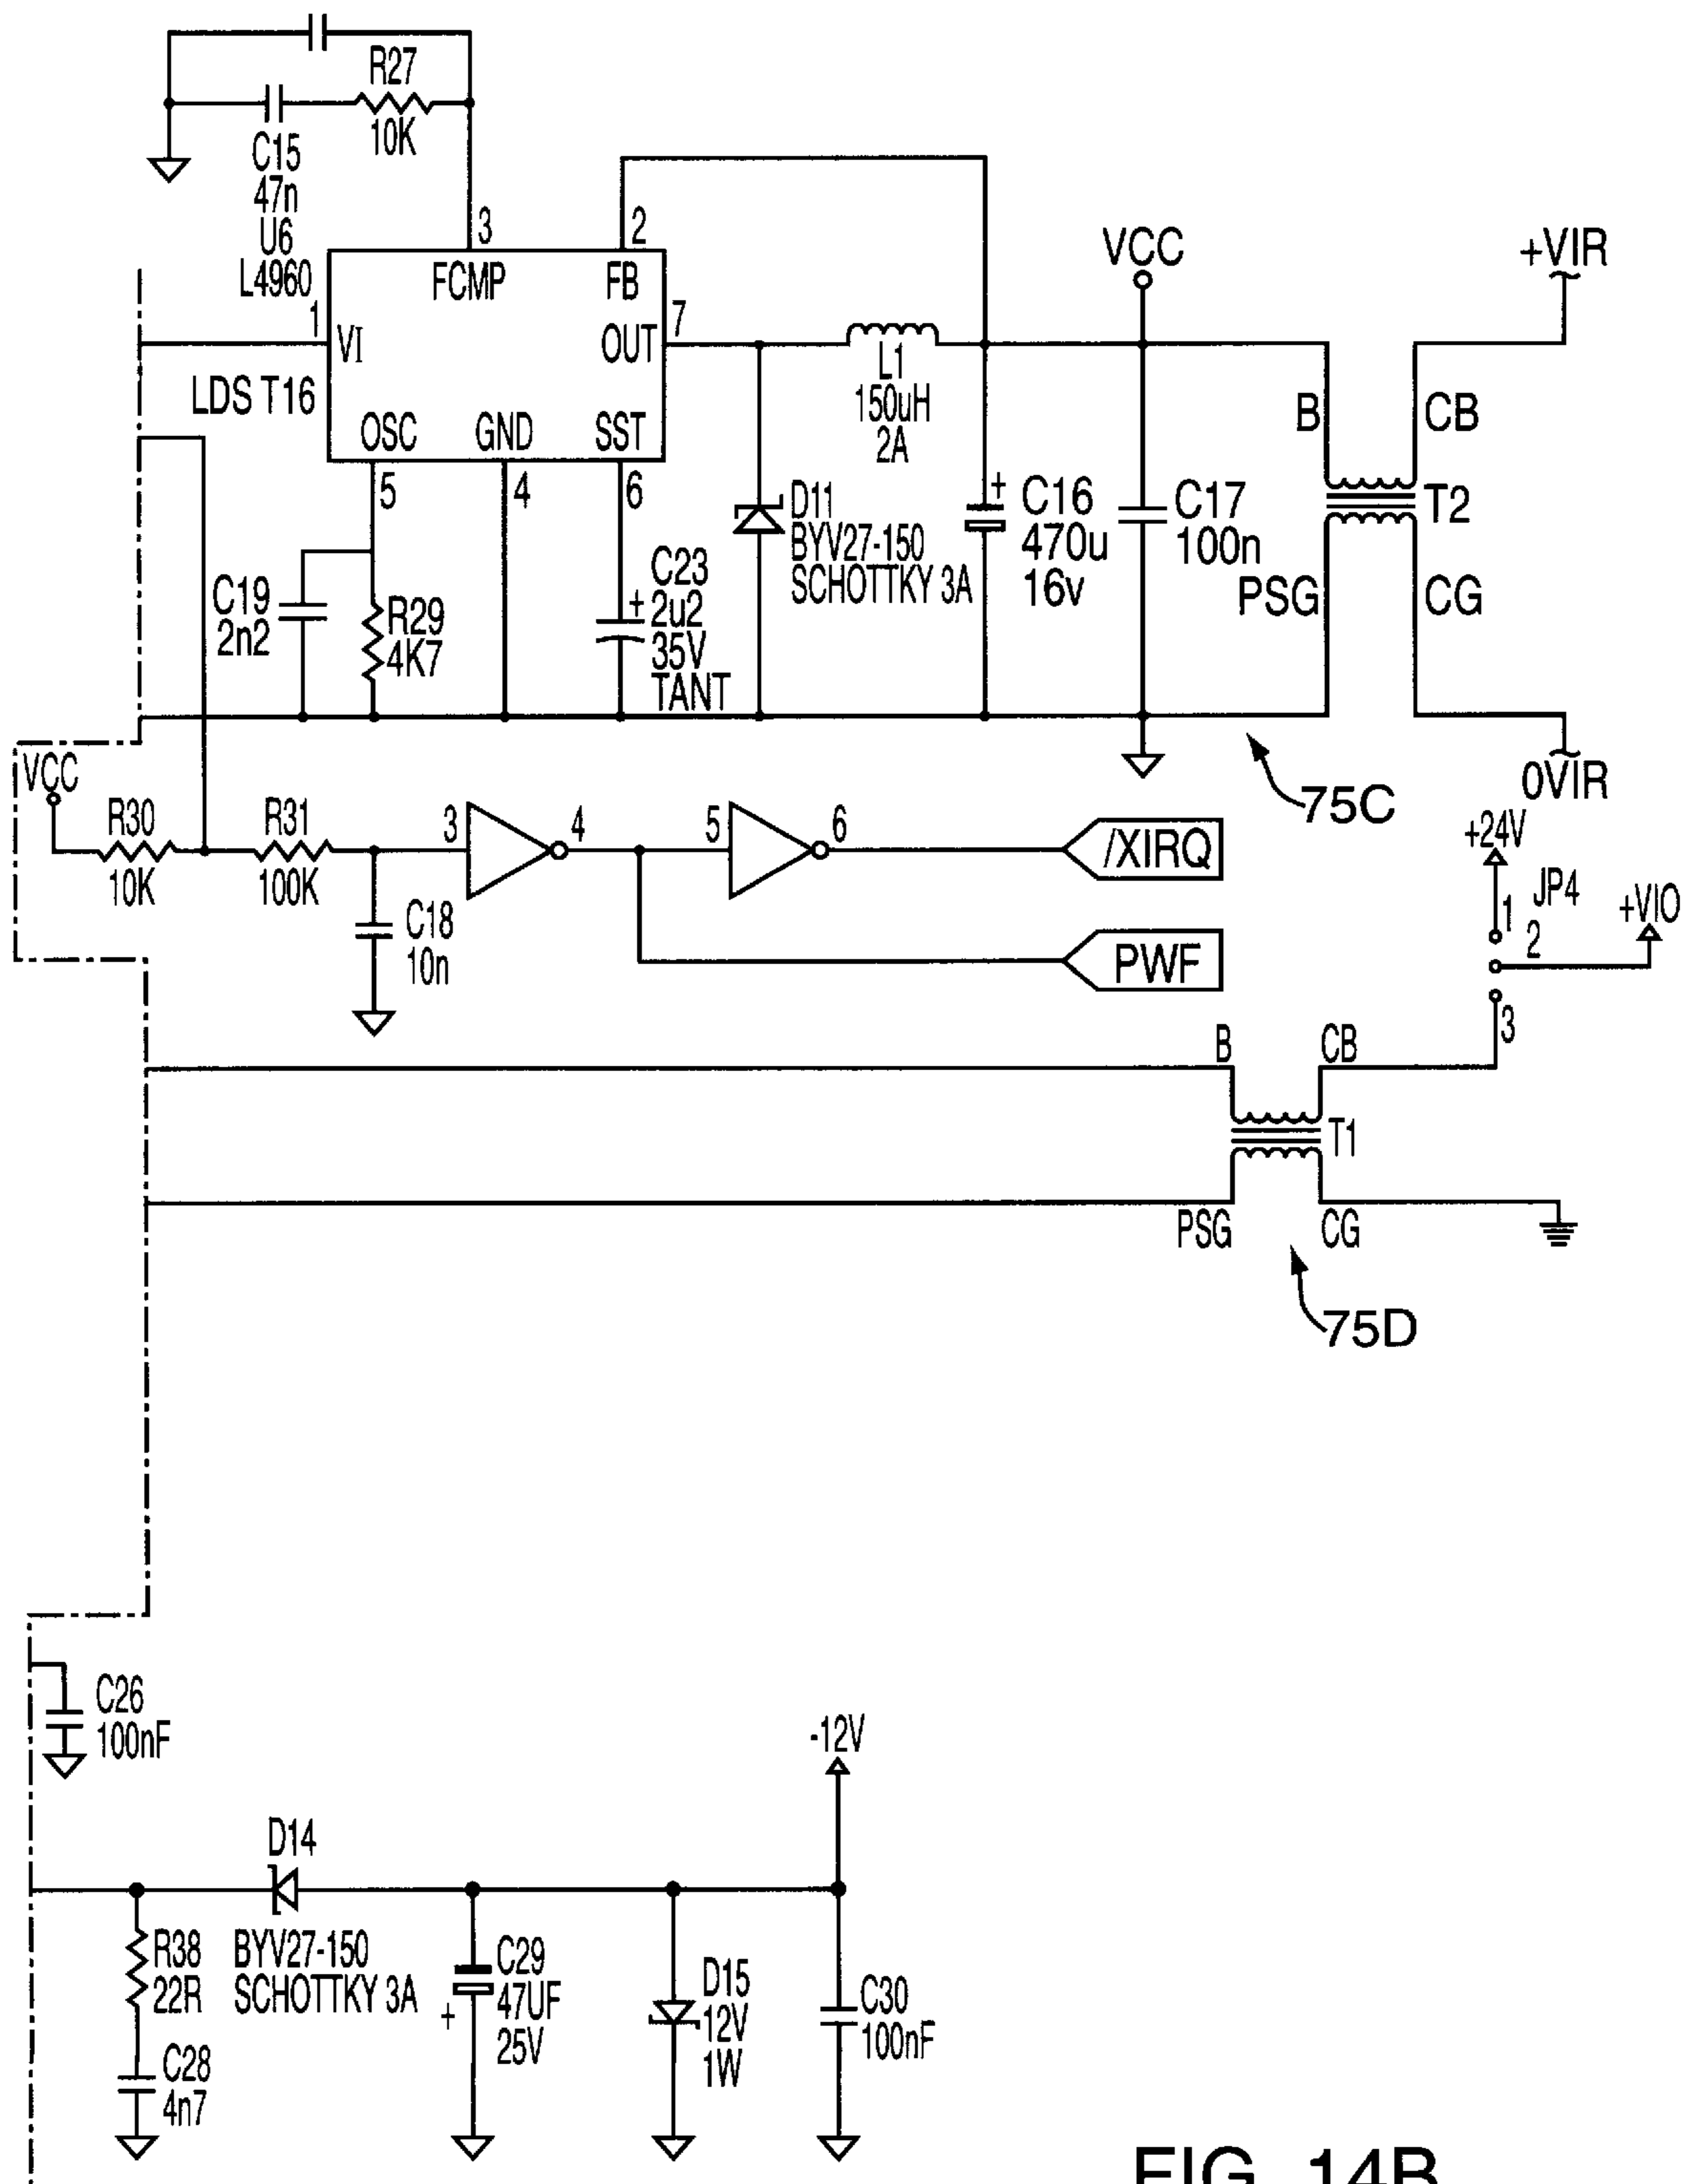 R27
10K
C15
47n
U6
L4960
3
2
FCMP
FB
1
VI
OUT
7
LDS T16
OSC
GND
SST
5
4
6
L1
150uH
2A
VCC
+VIR
B
CB
T2
PSG
CG
0VIR
D11
BYV27-150
SCHOTTKY 3A
+
C16
470u
16v
C17
100n
C19
2n2
R29
4K7
C23
+ 2u2
35V
TANT
75C
VCC
R30
10K
R31
100K
3
4
5
6
/XIRQ
C18
10n
PWF
+24V
JP4
1
2
+VIO
3
B
CB
T1
PSG
CG
75D
C26
100nF
-12V
D14
R38
22R
BYV27-150
SCHOTTKY 3A
C29
47UF
25V
+
D15
12V
1W
C30
100nF
C28
4n7
FIG. 14B